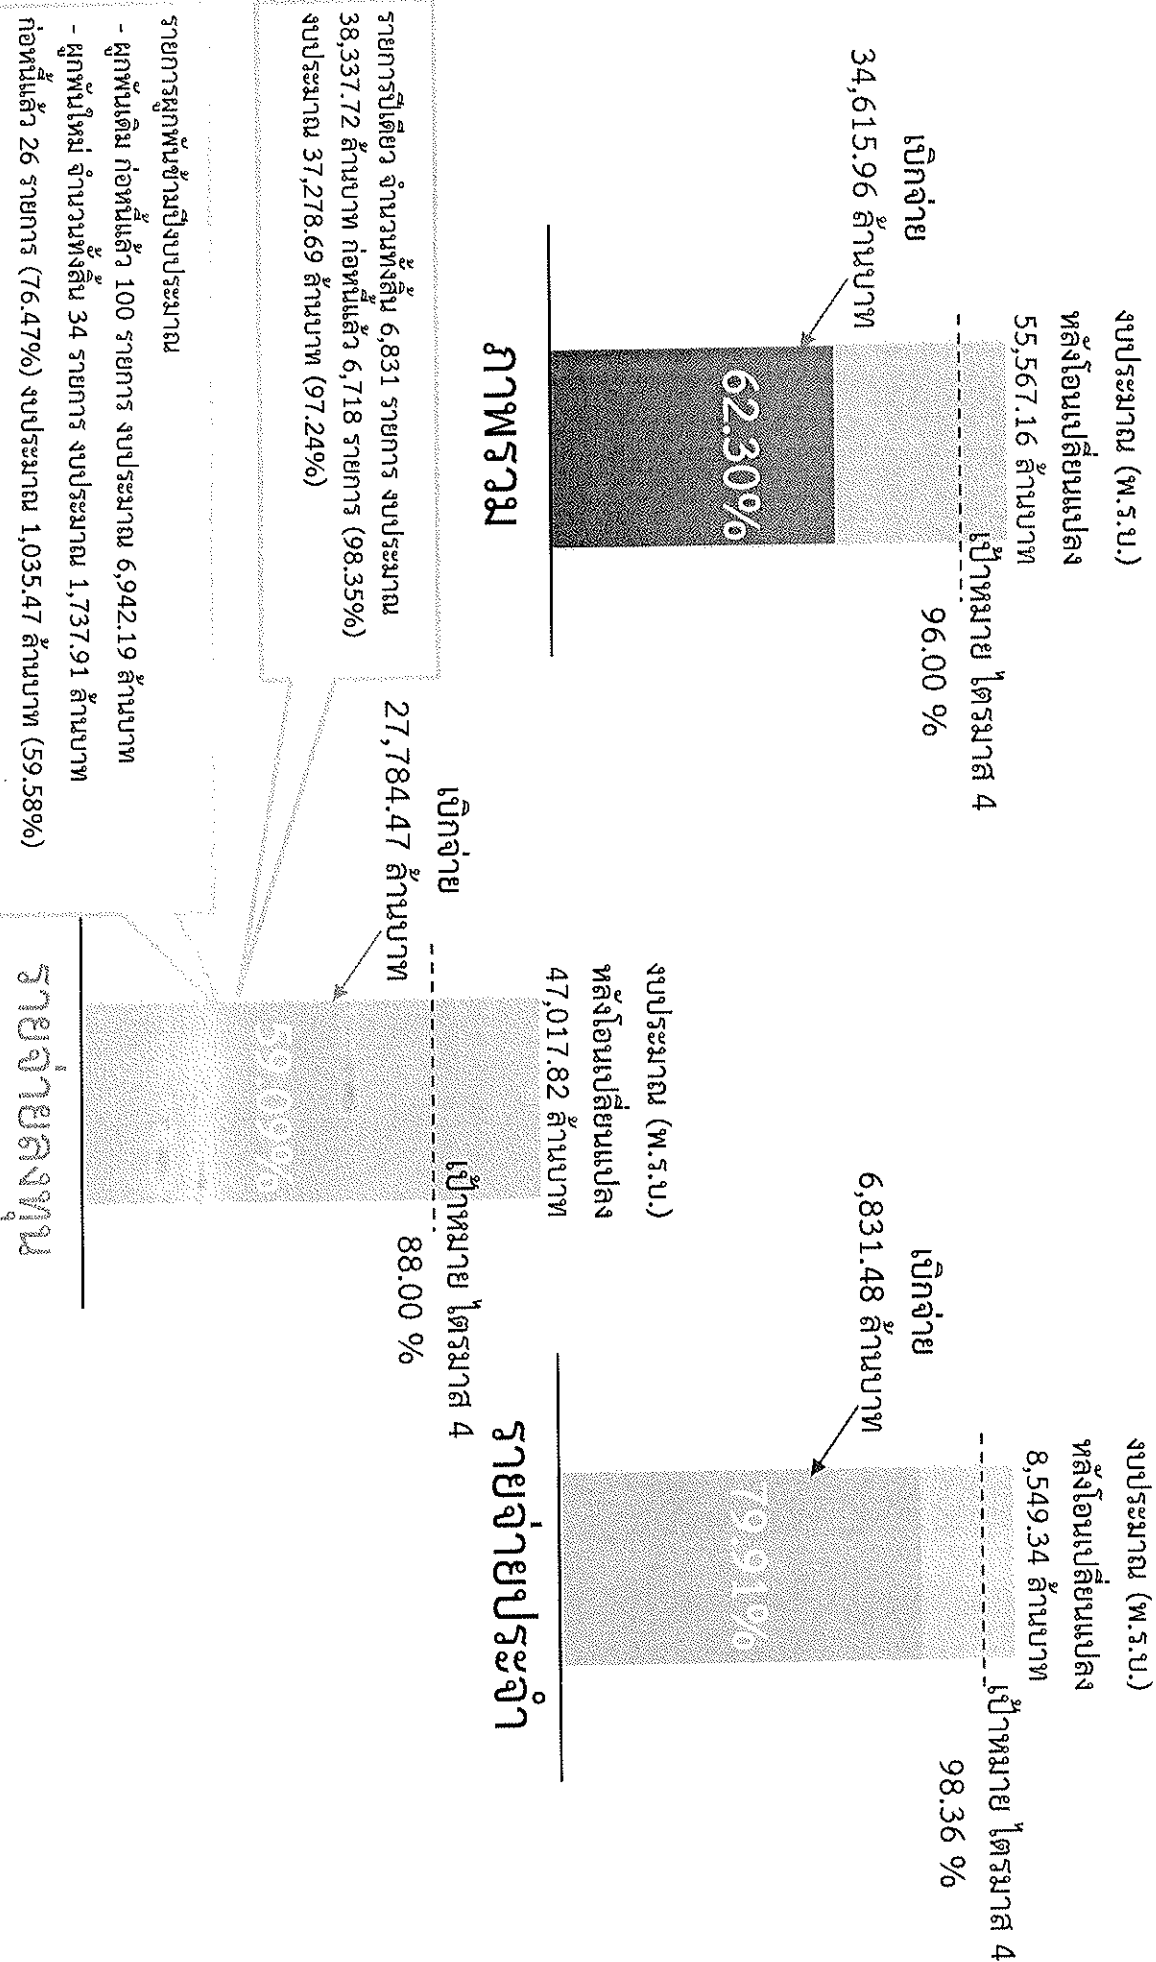 งบประมาณ (พ.ร.บ.)
หลังโอนเปลี่ยนแปลง
55,567.16 ล้านบาท
เป้าหมาย ไตรมาส 4
96.00 %
เบิกจ่าย
34,615.96 ล้านบาท
62.30%
ภาพรวม
งบประมาณ (พ.ร.บ.)
หลังโอนเปลี่ยนแปลง
8,549.34 ล้านบาท
เป้าหมาย ไตรมาส 4
98.36 %
เบิกจ่าย
6,831.48 ล้านบาท
79.91%
รายจ่ายประจำ
งบประมาณ (พ.ร.บ.)
หลังโอนเปลี่ยนแปลง
47,017.82 ล้านบาท
เป้าหมาย ไตรมาส 4
88.00 %
เบิกจ่าย
27,784.47 ล้านบาท
59.09%
รายจ่ายลงทุน
รายการปีเดียว จำนวนทั้งสิ้น 6,831 รายการ งบประมาณ
38,337.72 ล้านบาท ก่อหนี้แล้ว 6,718 รายการ (98.35%)
งบประมาณ 37,278.69 ล้านบาท (97.24%)
รายการผูกพันข้ามปีงบประมาณ
- ผูกพันเดิม ก่อหนี้แล้ว 100 รายการ งบประมาณ 6,942.19 ล้านบาท
- ผูกพันใหม่ จำนวนทั้งสิ้น 34 รายการ งบประมาณ 1,737.91 ล้านบาท
ก่อหนี้แล้ว 26 รายการ (76.47%) งบประมาณ 1,035.47 ล้านบาท (59.58%)